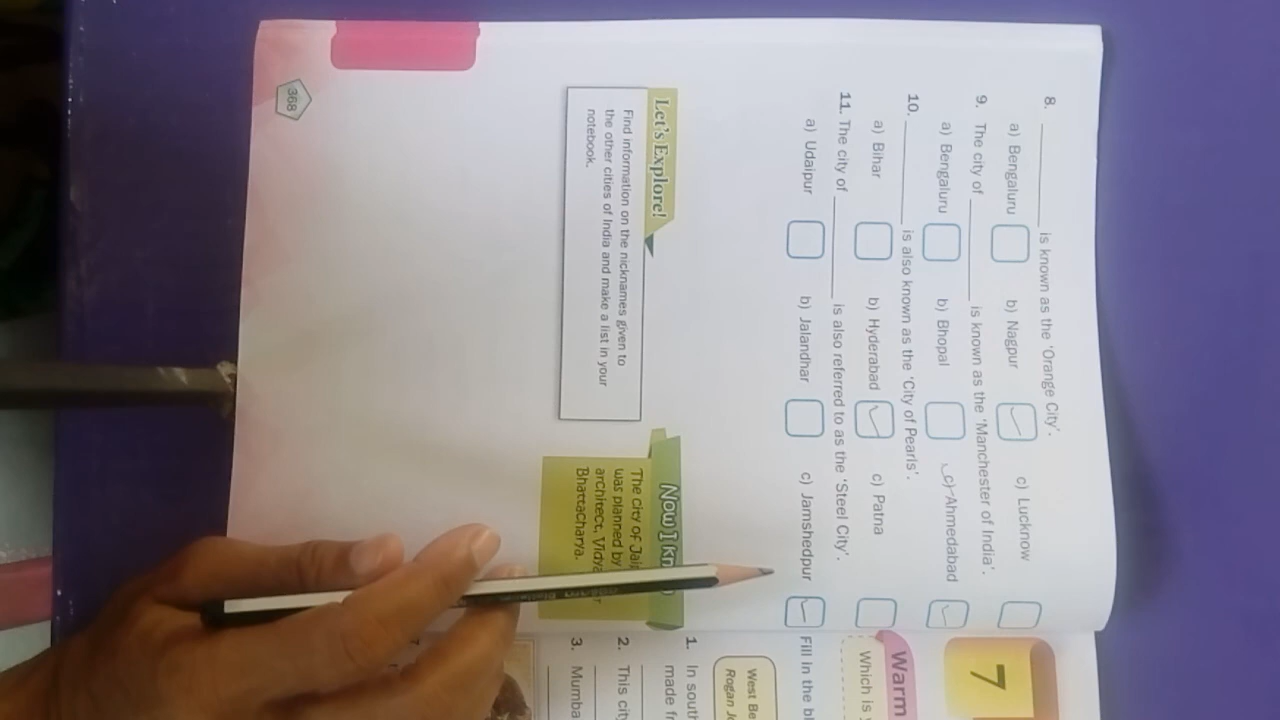 8. ________ is known as the 'Orange City'.
a) Bengaluru b) Nagpur c) Lucknow
9. The city of ________ is known as the 'Manchester of India'.
a) Bengaluru b) Bhopal c) Ahmedabad
10. ________ is also known as the 'City of Pearls'.
a) Bihar b) Hyderabad c) Patna
11. The city of ________ is also referred to as the 'Steel City'.
a) Udaipur b) Jalandhar c) Jamshedpur
Let's Explore!
Find information on the nicknames given to
the other cities of India and make a list in your
notebook.
Now I
The city of
was planned by
architect,
Bhattacharya.
368
7
Warm
Which is
Fill in the
West
Rogan
1. In
made
2. This
3.